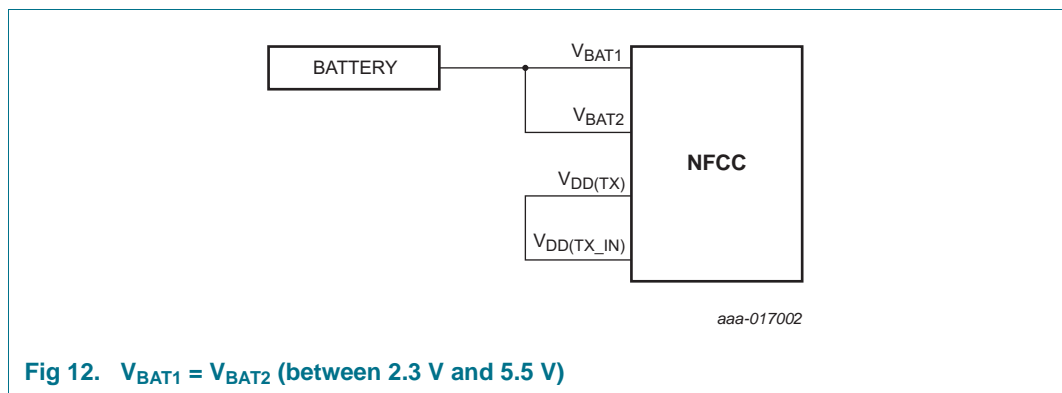 BATTERY
VBAT1
VBAT2
NFCC
VDD(TX)
VDD(TX_IN)
aaa-017002
Fig 12. VBAT1 = VBAT2 (between 2.3 V and 5.5 V)